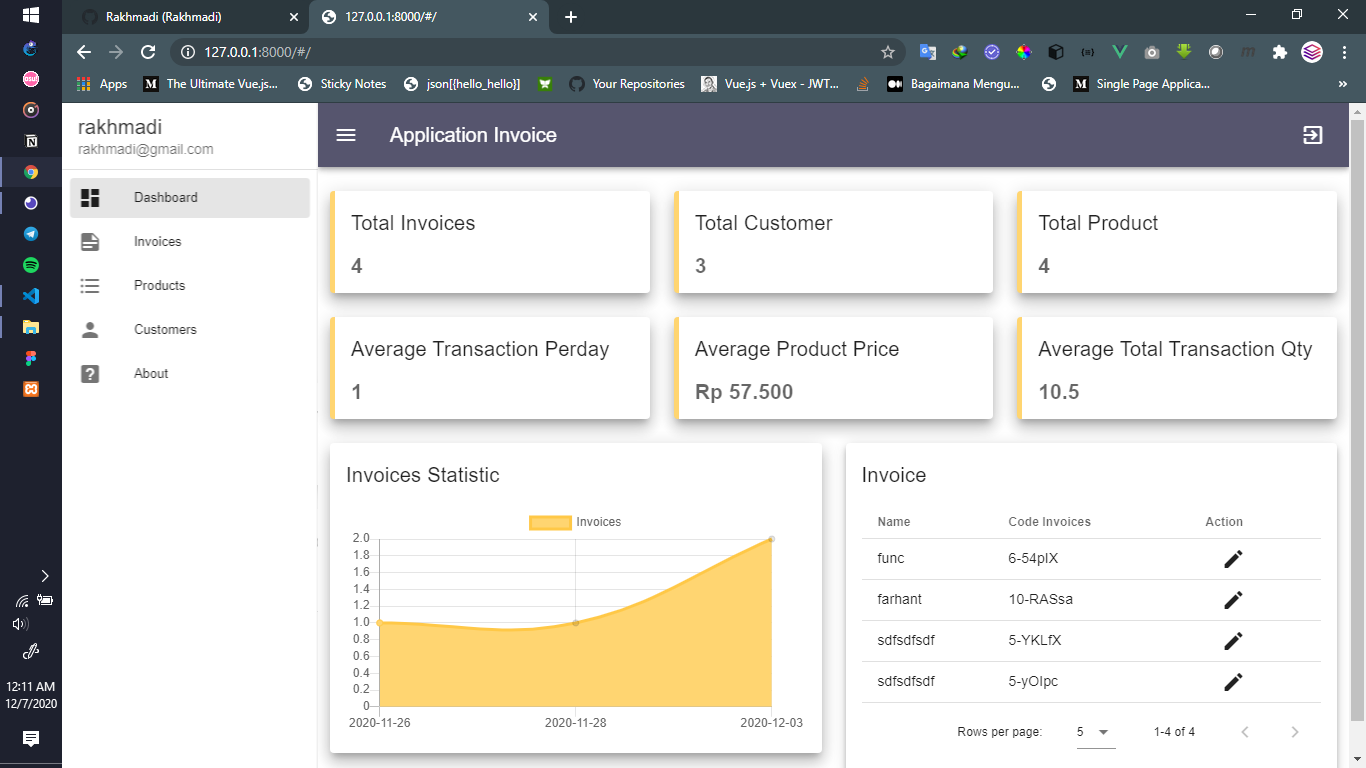 Rakhmadi (Rakhmadi)
127.0.0.1:8000/#/
127.0.0.1:8000/#/
Apps
The Ultimate Vue.js...
Sticky Notes
json[{hello_hello}]
Your Repositories
Vue.js + Vuex - JWT...
Bagaimana Mengu...
Single Page Applica...
»
rakhmadi
rakhmadi@gmail.com
Application Invoice
Dashboard
Invoices
Products
Customers
About
Total Invoices
4
Total Customer
3
Total Product
4
Average Transaction Perday
1
Average Product Price
Rp 57.500
Average Total Transaction Qty
10.5
Invoices Statistic
Invoices
2.0
1.8
1.6
1.4
1.2
1.0
0.8
0.6
0.4
0.2
0
2020-11-26
2020-11-28
2020-12-03
Invoice
Name Code Invoices Action
func 6-54pIX
farhant 10-RASsa
sdfsdfsdf 5-YKLfX
sdfsdfsdf 5-yOIpc
Rows per page: 5 1-4 of 4
12:11 AM
12/7/2020